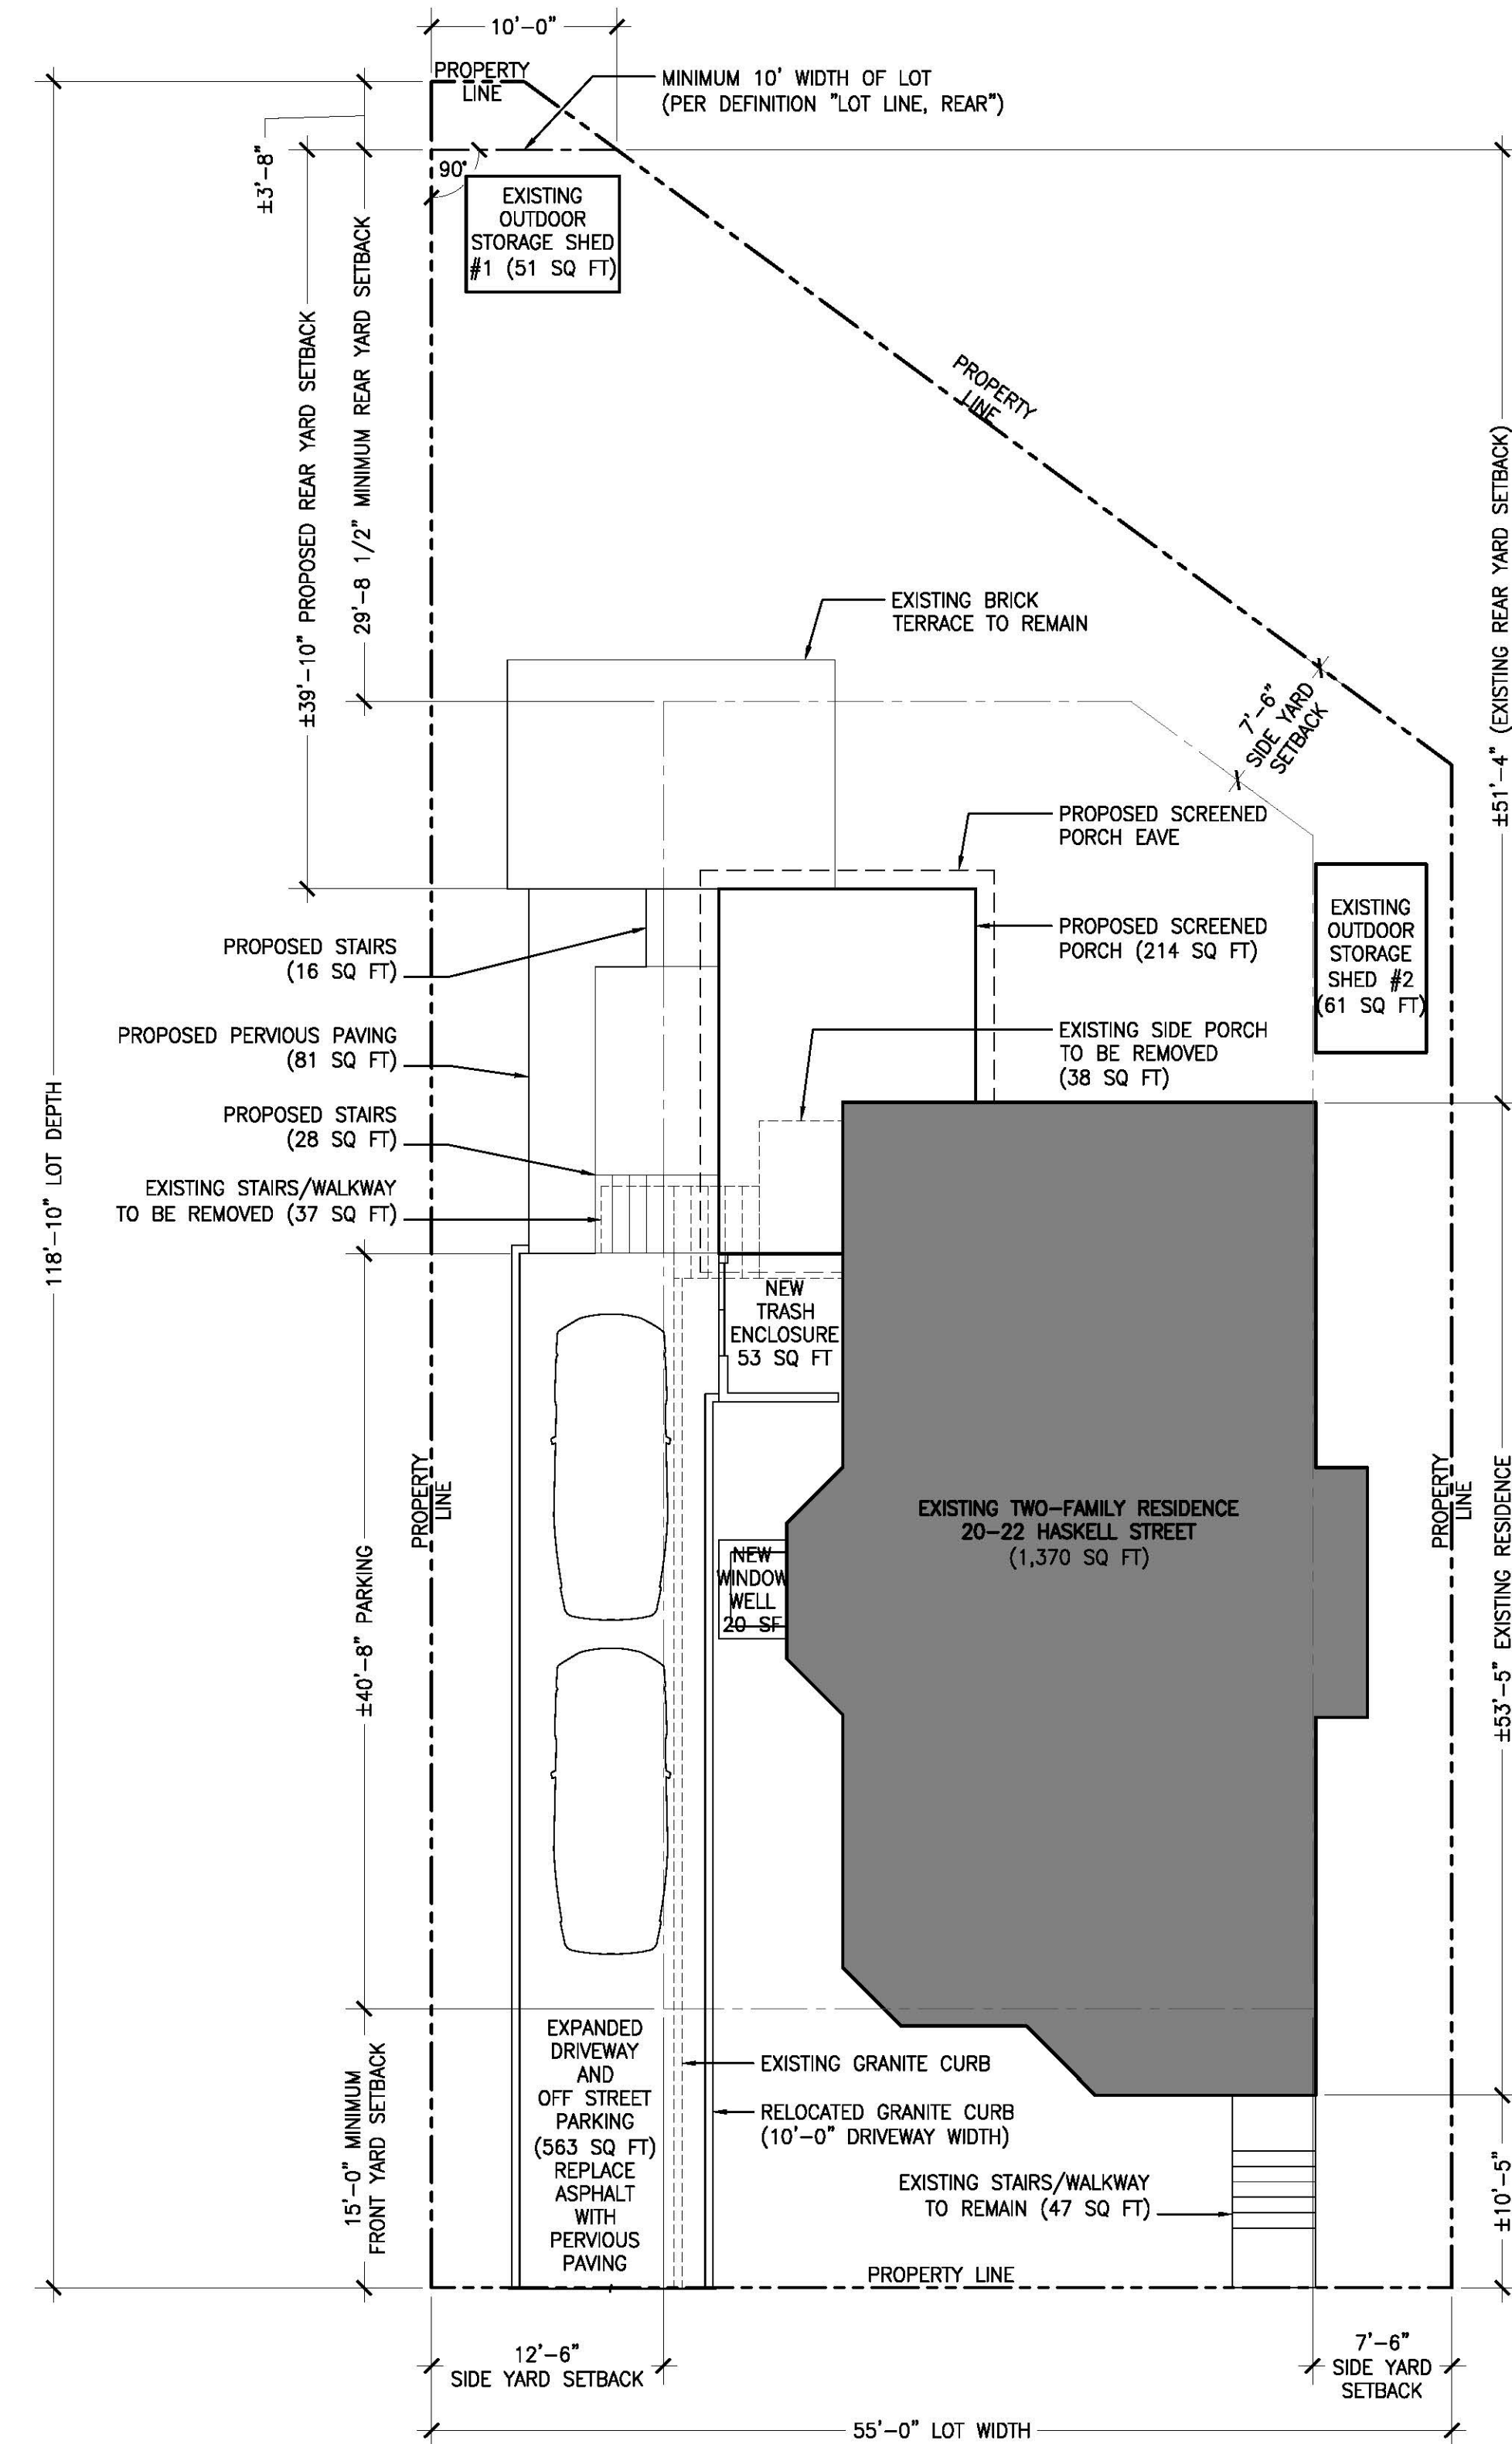 10'-0"
PROPERTY
LINE
MINIMUM 10' WIDTH OF LOT
(PER DEFINITION "LOT LINE, REAR")
±3'-8"
90°
EXISTING
OUTDOOR
STORAGE SHED
#1 (51 SQ FT)
29'-8 1/2" MINIMUM REAR YARD SETBACK
±39'-10" PROPOSED REAR YARD SETBACK
PROPERTY
LINE
±51'-4" (EXISTING REAR YARD SETBACK)
EXISTING BRICK
TERRACE TO REMAIN
7'-6"
SIDE YARD
SETBACK
PROPOSED SCREENED
PORCH EAVE
EXISTING
OUTDOOR
STORAGE
SHED #2
(61 SQ FT)
PROPOSED SCREENED
PORCH (214 SQ FT)
PROPOSED STAIRS
(16 SQ FT)
PROPOSED PERVIOUS PAVING
(81 SQ FT)
EXISTING SIDE PORCH
TO BE REMOVED
(38 SQ FT)
PROPOSED STAIRS
(28 SQ FT)
EXISTING STAIRS/WALKWAY
TO BE REMOVED (37 SQ FT)
118'-10" LOT DEPTH
NEW
TRASH
ENCLOSURE
53 SQ FT
PROPERTY
LINE
EXISTING TWO-FAMILY RESIDENCE
20-22 HASKELL STREET
(1,370 SQ FT)
PROPERTY
LINE
NEW
WINDOW
WELL
20 SF
±40'-8" PARKING
±53'-5" EXISTING RESIDENCE
EXPANDED
DRIVEWAY
AND
OFF STREET
PARKING
(563 SQ FT)
REPLACE
ASPHALT
WITH
PERVIOUS
PAVING
EXISTING GRANITE CURB
RELOCATED GRANITE CURB
(10'-0" DRIVEWAY WIDTH)
15'-0" MINIMUM
FRONT YARD SETBACK
EXISTING STAIRS/WALKWAY
TO REMAIN (47 SQ FT)
±10'-5"
PROPERTY LINE
12'-6"
SIDE YARD SETBACK
7'-6"
SIDE YARD
SETBACK
55'-0" LOT WIDTH